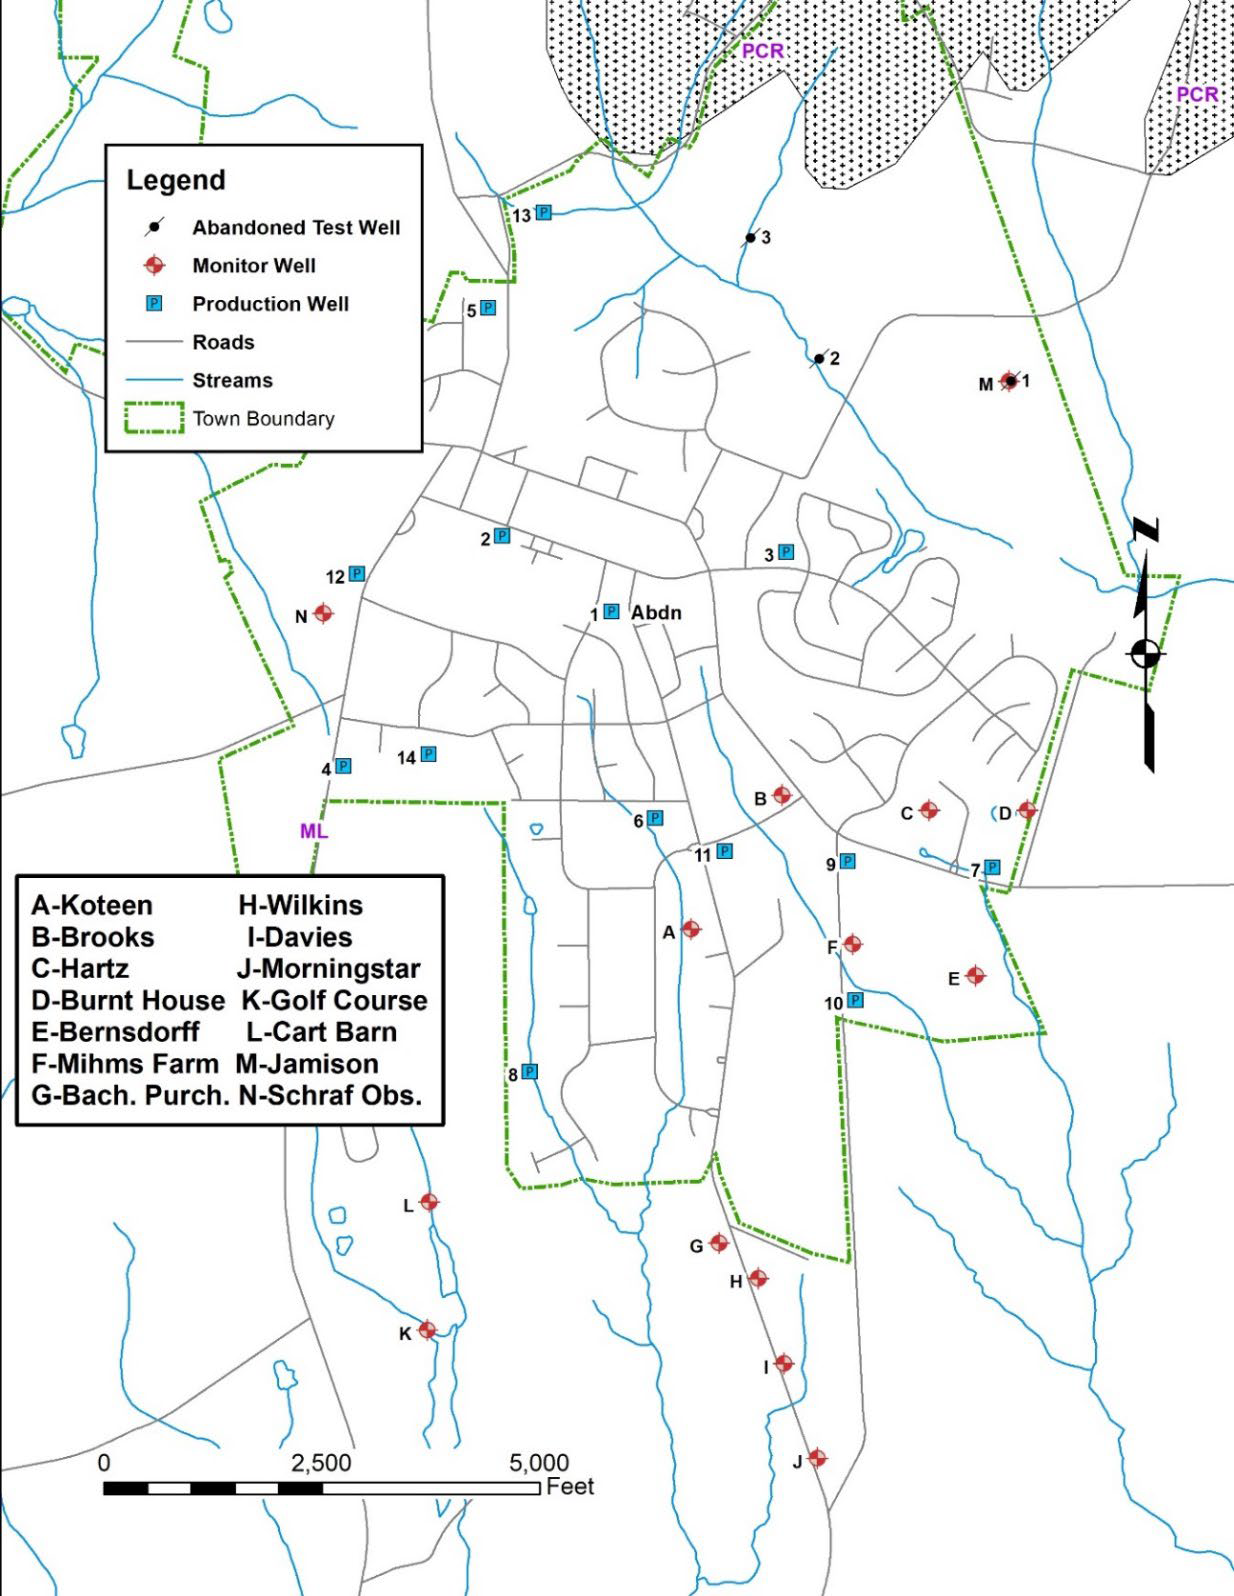 PCR
PCR
Legend
Abandoned Test Well
Monitor Well
P Production Well
Roads
Streams
Town Boundary
13 P
3
5 P
2
M 1
2 P
3 P
12 P
N
1 P Abdn
Z
14 P
4 P
B
C
D
ML
6 P
11 P
9 P
7 P
A-Koteen H-Wilkins
B-Brooks I-Davies
C-Hartz J-Morningstar
D-Burnt House K-Golf Course
E-Bernsdorff L-Cart Barn
F-Mihms Farm M-Jamison
G-Bach. Purch. N-Schraf Obs.
A
F
E
10 P
8 P
L
G
H
K
I
J
0 2,500 5,000
Feet